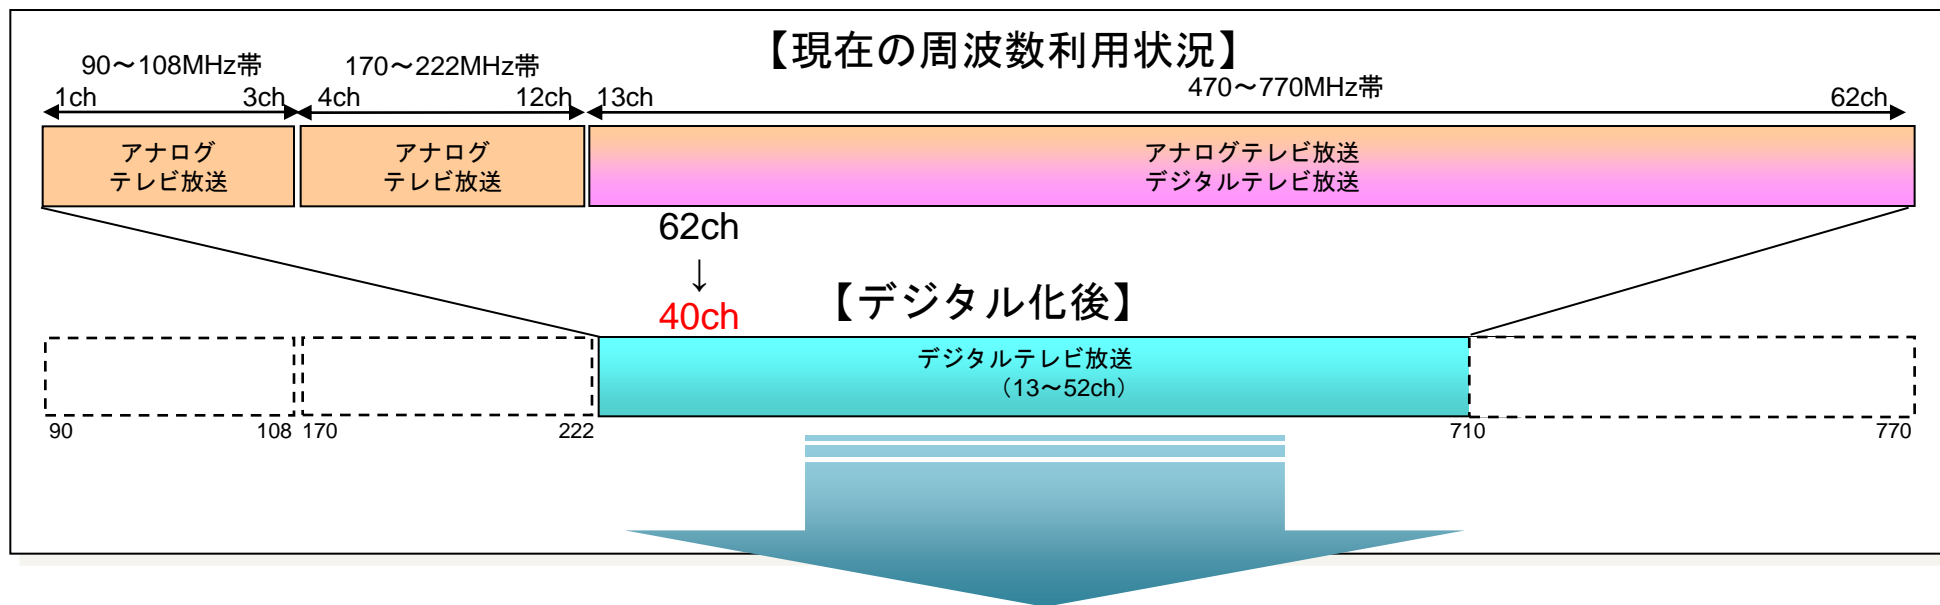 【現在の周波数利用状況】
90～108MHz帯
170～222MHz帯
470～770MHz帯
1ch
3ch
4ch
12ch
13ch
62ch
アナログ
テレビ放送
アナログ
テレビ放送
アナログテレビ放送
デジタルテレビ放送
62ch
↓
40ch
【デジタル化後】
デジタルテレビ放送
（13～52ch）
90
108
170
222
710
770